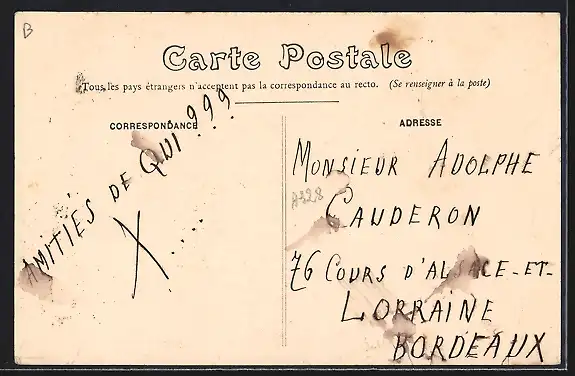 B
Carte Postale
Tous les pays étrangers n'acceptent pas la correspondance au recto. (Se renseigner à la poste)
CORRESPONDANCE
AMITIÉS DE QUI ???
X.....
ADRESSE
MONSIEUR ADOLPHE
A328
CAUDERON
76 COURS D'ALSACE-ET-
LORRAINE
BORDEAUX